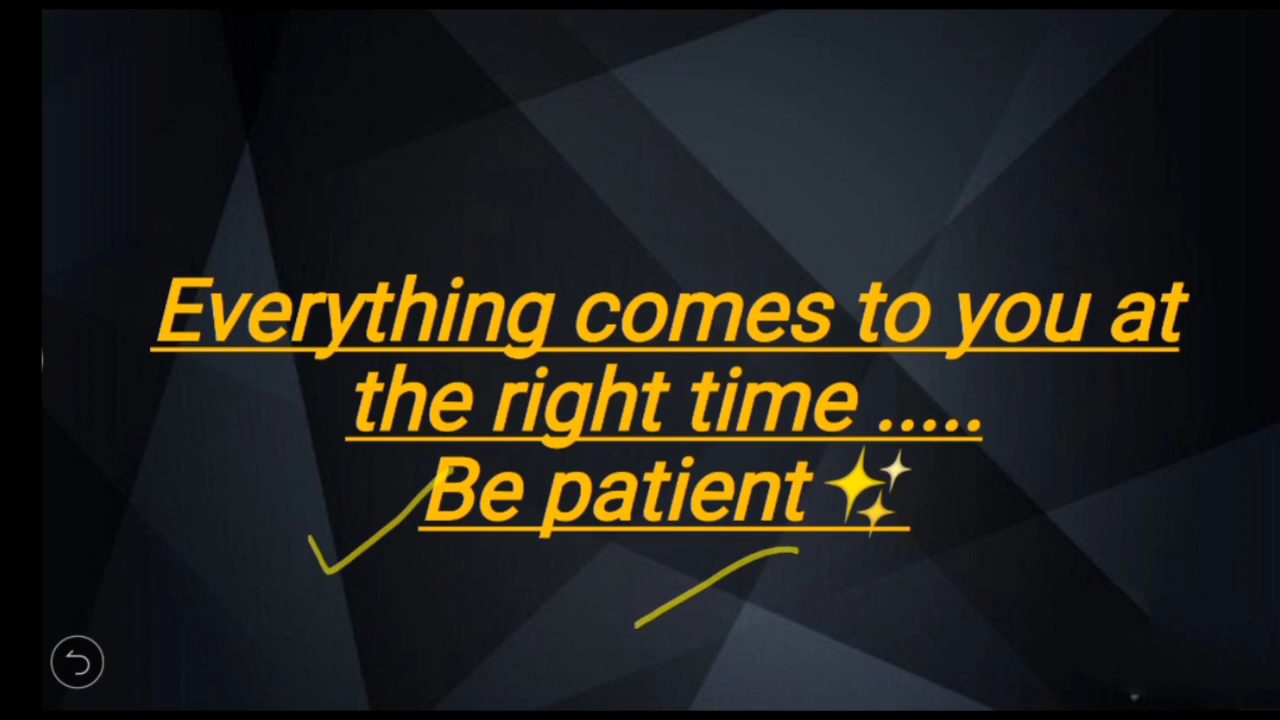 Everything comes to you at
the right time .....
Be patient ✨